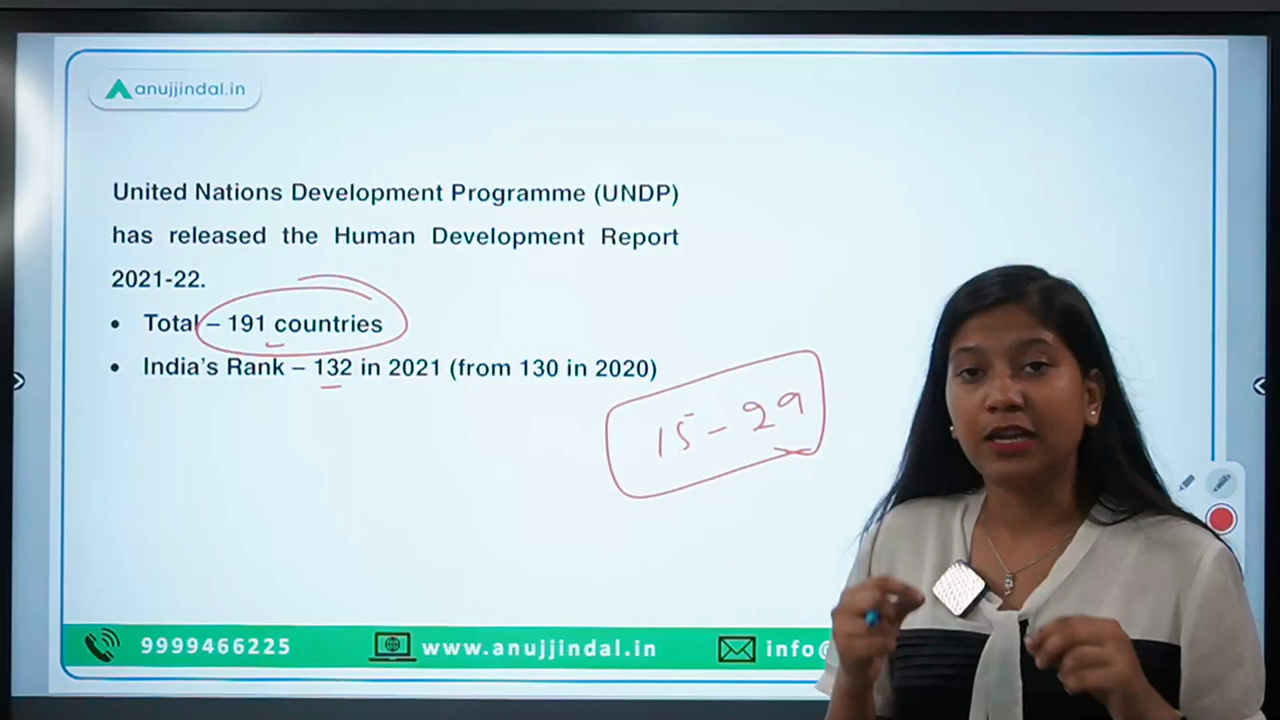 anujjindal.in
United Nations Development Programme (UNDP)
has released the Human Development Report
2021-22.
• Total – 191 countries
• India's Rank – 132 in 2021 (from 130 in 2020)
15-29
9999466225
www.anujjindal.in
info@